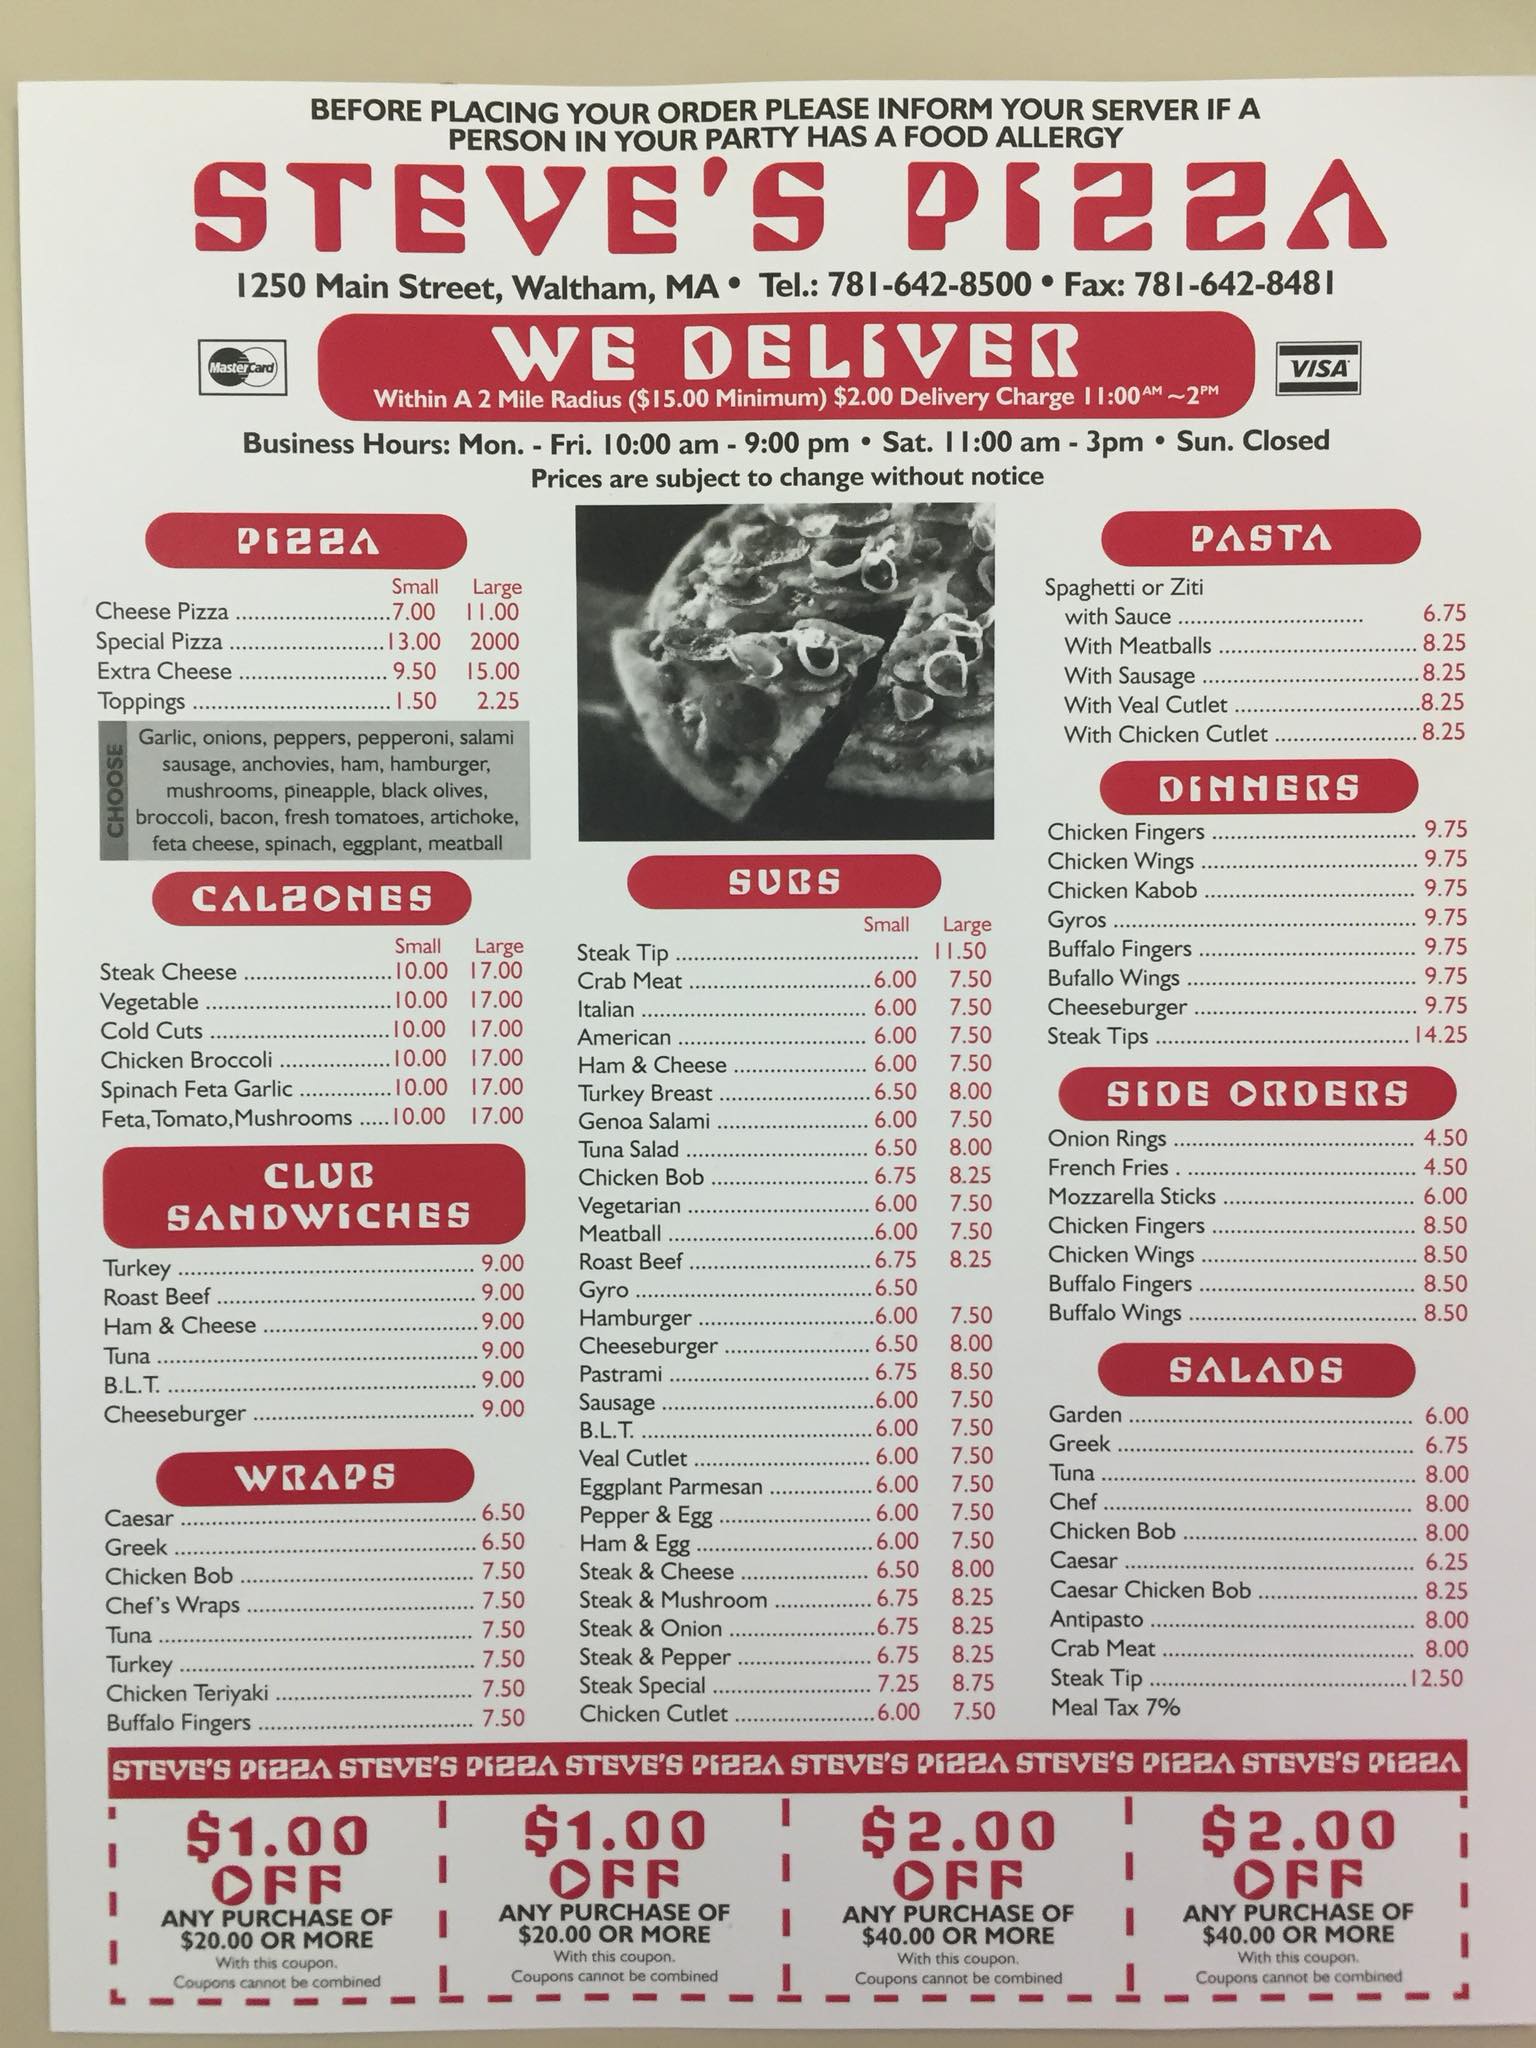 BEFORE PLACING YOUR ORDER PLEASE INFORM YOUR SERVER IF A
PERSON IN YOUR PARTY HAS A FOOD ALLERGY
STEVE'S PIZZA
1250 Main Street, Waltham, MA • Tel.: 781-642-8500 • Fax: 781-642-8481
MasterCard
WE DELIVER
Within A 2 Mile Radius ($15.00 Minimum) $2.00 Delivery Charge 11:00AM ~2PM
VISA
Business Hours: Mon. - Fri. 10:00 am - 9:00 pm • Sat. 11:00 am - 3pm • Sun. Closed
Prices are subject to change without notice
PIZZA
Small Large
Cheese Pizza 7.00 11.00
Special Pizza 13.00 2000
Extra Cheese 9.50 15.00
Toppings 1.50 2.25
CHOOSE
Garlic, onions, peppers, pepperoni, salami
sausage, anchovies, ham, hamburger,
mushrooms, pineapple, black olives,
broccoli, bacon, fresh tomatoes, artichoke,
feta cheese, spinach, eggplant, meatball
CALZONES
Small Large
Steak Cheese 10.00 17.00
Vegetable 10.00 17.00
Cold Cuts 10.00 17.00
Chicken Broccoli 10.00 17.00
Spinach Feta Garlic 10.00 17.00
Feta,Tomato,Mushrooms 10.00 17.00
CLUB
SANDWICHES
Turkey 9.00
Roast Beef 9.00
Ham & Cheese 9.00
Tuna 9.00
B.L.T. 9.00
Cheeseburger 9.00
WRAPS
Caesar 6.50
Greek 6.50
Chicken Bob 7.50
Chef's Wraps 7.50
Tuna 7.50
Turkey 7.50
Chicken Teriyaki 7.50
Buffalo Fingers 7.50
SUBS
Small Large
Steak Tip 11.50
Crab Meat 6.00 7.50
Italian 6.00 7.50
American 6.00 7.50
Ham & Cheese 6.00 7.50
Turkey Breast 6.50 8.00
Genoa Salami 6.00 7.50
Tuna Salad 6.50 8.00
Chicken Bob 6.75 8.25
Vegetarian 6.00 7.50
Meatball 6.00 7.50
Roast Beef 6.75 8.25
Gyro 6.50
Hamburger 6.00 7.50
Cheeseburger 6.50 8.00
Pastrami 6.75 8.50
Sausage 6.00 7.50
B.L.T. 6.00 7.50
Veal Cutlet 6.00 7.50
Eggplant Parmesan 6.00 7.50
Pepper & Egg 6.00 7.50
Ham & Egg 6.00 7.50
Steak & Cheese 6.50 8.00
Steak & Mushroom 6.75 8.25
Steak & Onion 6.75 8.25
Steak & Pepper 6.75 8.25
Steak Special 7.25 8.75
Chicken Cutlet 6.00 7.50
PASTA
Spaghetti or Ziti
with Sauce 6.75
With Meatballs 8.25
With Sausage 8.25
With Veal Cutlet 8.25
With Chicken Cutlet 8.25
DINNERS
Chicken Fingers 9.75
Chicken Wings 9.75
Chicken Kabob 9.75
Gyros 9.75
Buffalo Fingers 9.75
Bufallo Wings 9.75
Cheeseburger 9.75
Steak Tips 14.25
SIDE ORDERS
Onion Rings 4.50
French Fries . 4.50
Mozzarella Sticks 6.00
Chicken Fingers 8.50
Chicken Wings 8.50
Buffalo Fingers 8.50
Buffalo Wings 8.50
SALADS
Garden 6.00
Greek 6.75
Tuna 8.00
Chef 8.00
Chicken Bob 8.00
Caesar 6.25
Caesar Chicken Bob 8.25
Antipasto 8.00
Crab Meat 8.00
Steak Tip 12.50
Meal Tax 7%
STEVE'S PIZZA STEVE'S PIZZA STEVE'S PIZZA STEVE'S PIZZA STEVE'S PIZZA STEVE'S PIZZA
$1.00
OFF
ANY PURCHASE OF
$20.00 OR MORE
With this coupon.
Coupons cannot be combined
$1.00
OFF
ANY PURCHASE OF
$20.00 OR MORE
With this coupon.
Coupons cannot be combined
$2.00
OFF
ANY PURCHASE OF
$40.00 OR MORE
With this coupon.
Coupons cannot be combined
$2.00
OFF
ANY PURCHASE OF
$40.00 OR MORE
With this coupon.
Coupons cannot be combined